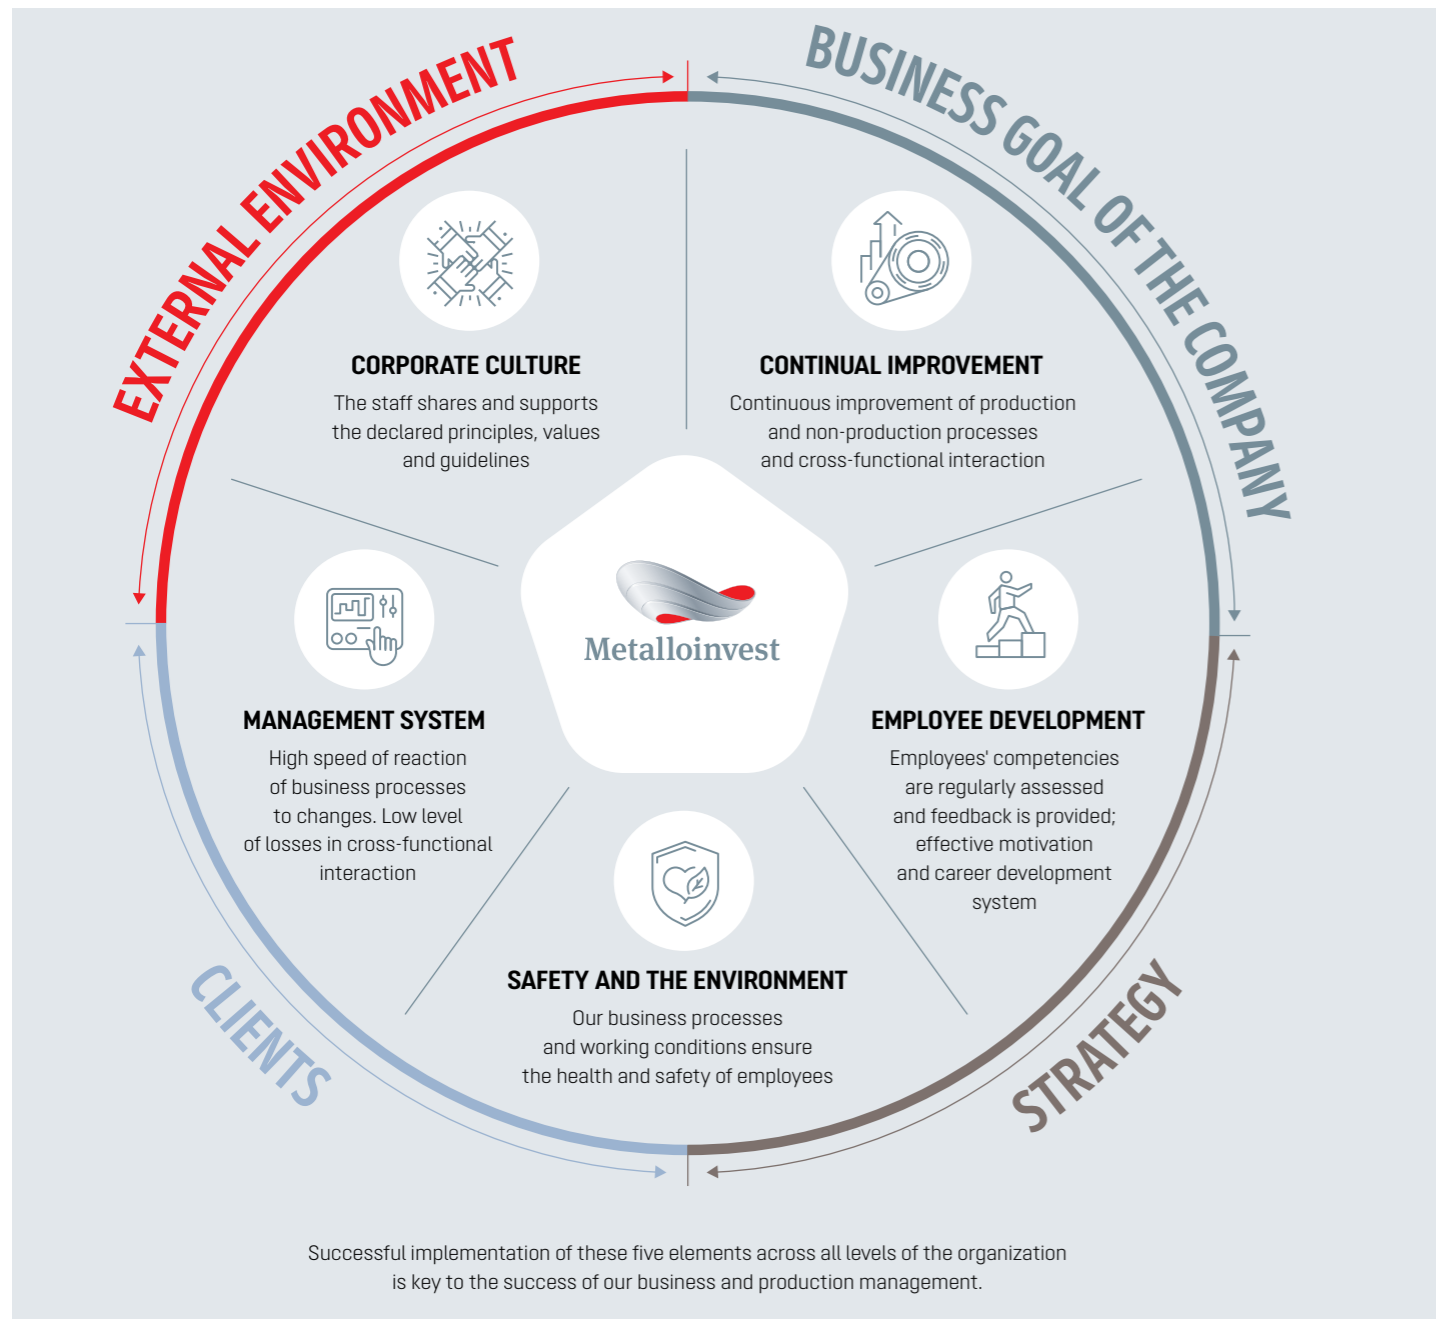 EXTERNAL ENVIRONMENT
BUSINESS GOAL OF THE COMPANY
CORPORATE CULTURE
The staff shares and supports
the declared principles, values
and guidelines
CONTINUAL IMPROVEMENT
Continuous improvement of production
and non-production processes
and cross-functional interaction
Metalloinvest
MANAGEMENT SYSTEM
High speed of reaction
of business processes
to changes. Low level
of losses in cross-functional
interaction
EMPLOYEE DEVELOPMENT
Employees' competencies
are regularly assessed
and feedback is provided;
effective motivation
and career development
system
SAFETY AND THE ENVIRONMENT
Our business processes
and working conditions ensure
the health and safety of employees
CLIENTS
STRATEGY
Successful implementation of these five elements across all levels of the organization
is key to the success of our business and production management.